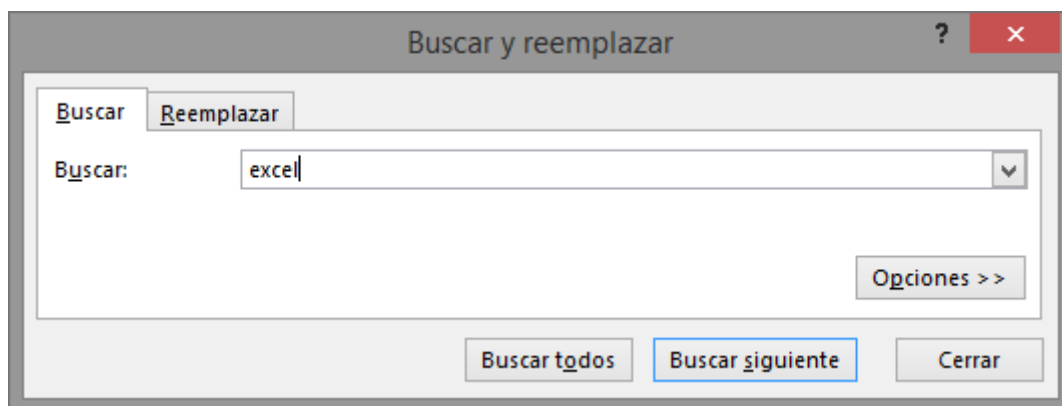 Buscar y reemplazar
?
Buscar Reemplazar
Buscar: excel
Opciones >>
Buscar todos Buscar siguiente Cerrar